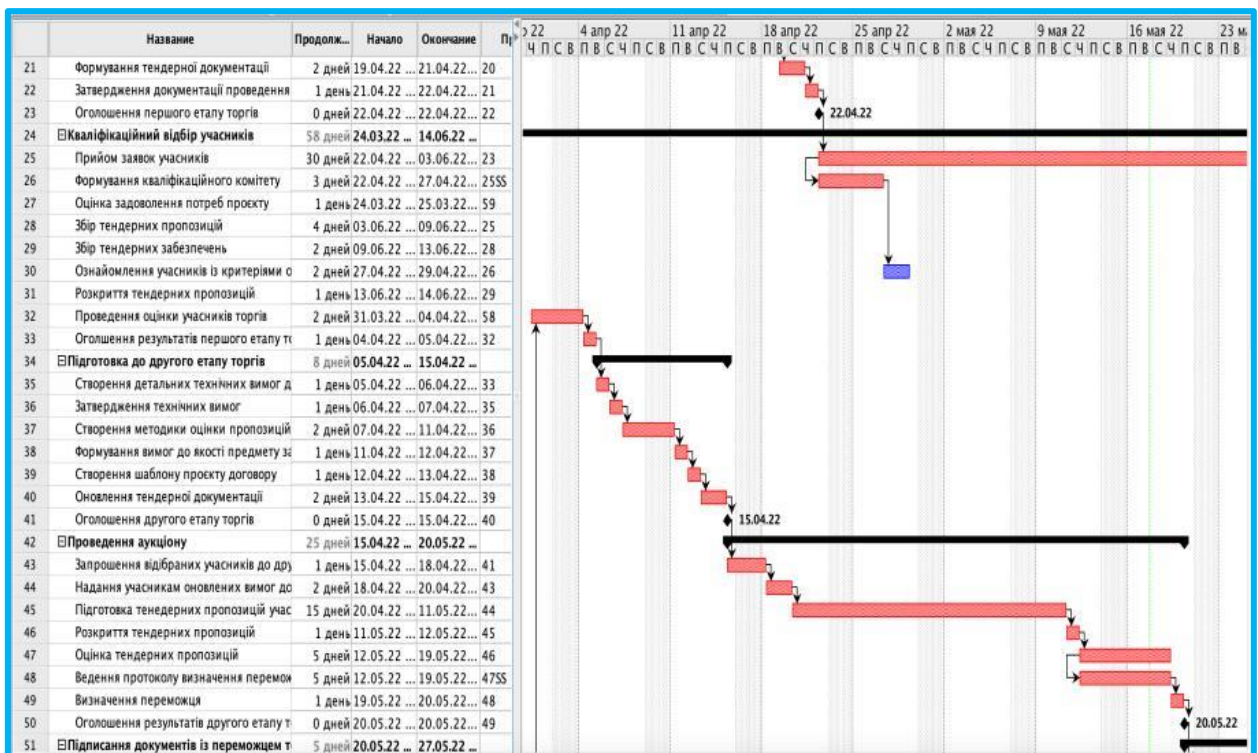 Название Продолж... Начало Окончание Пр
22 4 апр 22 11 апр 22 18 апр 22 25 апр 22 2 мая 22 9 мая 22 16 мая 22 23 м
Ч П С В П В С Ч П С В П В С Ч П С В П В С Ч П С В П В С Ч П С В П В С Ч П С В П В С Ч П С В П В С Ч П С В П В
21 Формування тендерної документації 2 дней 19.04.22 ... 21.04.22... 20
22 Затвердження документації проведення 1 день 21.04.22 ... 22.04.22... 21
23 Оголошення першого етапу торгів 0 дней 22.04.22 ... 22.04.22... 22 22.04.22
24 Кваліфікаційний відбір учасників 58 дней 24.03.22 ... 14.06.22 ...
25 Прийом заявок учасників 30 дней 22.04.22 ... 03.06.22... 23
26 Формування кваліфікаційного комітету 3 дней 22.04.22 ... 27.04.22... 25SS
27 Оцінка задоволення потреб проєкту 1 день 24.03.22 ... 25.03.22... 59
28 Збір тендерних пропозицій 4 дней 03.06.22 ... 09.06.22... 25
29 Збір тендерних забезпечень 2 дней 09.06.22 ... 13.06.22... 28
30 Ознайомлення учасників із критеріями о 2 дней 27.04.22 ... 29.04.22... 26
31 Розкриття тендерних пропозицій 1 день 13.06.22 ... 14.06.22... 29
32 Проведення оцінки учасників торгів 2 дней 31.03.22 ... 04.04.22... 58
33 Оголшення результатів першого етапу то 1 день 04.04.22 ... 05.04.22... 32
34 Підготовка до другого етапу торгів 8 дней 05.04.22 ... 15.04.22 ...
35 Створення детальних технічних вимог д 1 день 05.04.22 ... 06.04.22... 33
36 Затвердження технічних вимог 1 день 06.04.22 ... 07.04.22... 35
37 Створення методики оцінки пропозицій 2 дней 07.04.22 ... 11.04.22... 36
38 Формування вимог до якості предмету за 1 день 11.04.22 ... 12.04.22... 37
39 Створення шаблону проєкту договору 1 день 12.04.22 ... 13.04.22... 38
40 Оновлення тендерної документації 2 дней 13.04.22 ... 15.04.22... 39
41 Оголошення другого етапу торгів 0 дней 15.04.22 ... 15.04.22... 40 15.04.22
42 Проведення аукціону 25 дней 15.04.22 ... 20.05.22 ...
43 Запрошення відібраних учасників до дру 1 день 15.04.22 ... 18.04.22... 41
44 Надання учасникам оновлених вимог до 2 дней 18.04.22 ... 20.04.22... 43
45 Підготовка тенедерних пропозицій учас 15 дней 20.04.22 ... 11.05.22... 44
46 Розкриття тендерних пропозицій 1 день 11.05.22 ... 12.05.22... 45
47 Оцінка тендерних пропозицій 5 дней 12.05.22 ... 19.05.22... 46
48 Ведення протоколу визначення перемож 5 дней 12.05.22 ... 19.05.22... 47SS
49 Визначення переможця 1 день 19.05.22 ... 20.05.22... 48
50 Оголошення результатів другого етапу т 0 дней 20.05.22 ... 20.05.22... 49 20.05.22
51 Підписання документів із переможцем т 5 дней 20.05.22 ... 27.05.22 ...